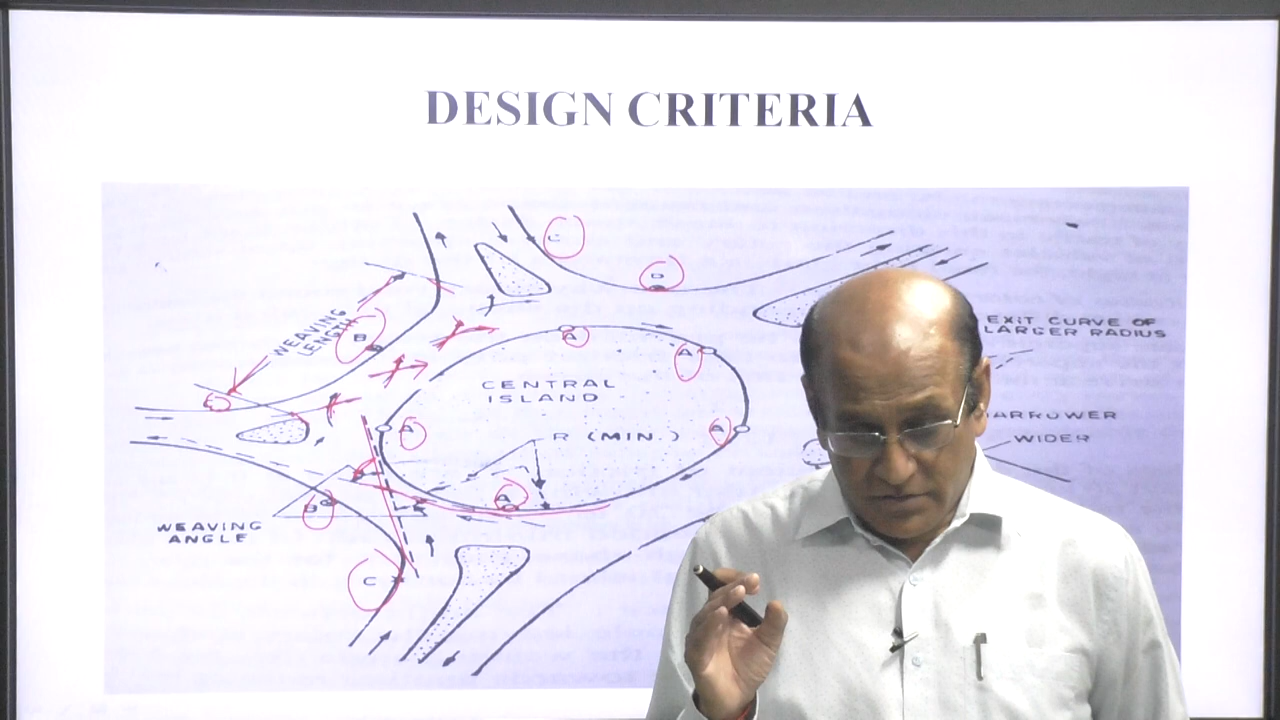 DESIGN CRITERIA
C
D
WEAVING
LENGTH
B
A
A
EXIT CURVE OF
LARGER RADIUS
CENTRAL
ISLAND
A
A
R (MIN.)
NARROWER
WIDER
A
B
WEAVING
ANGLE
C